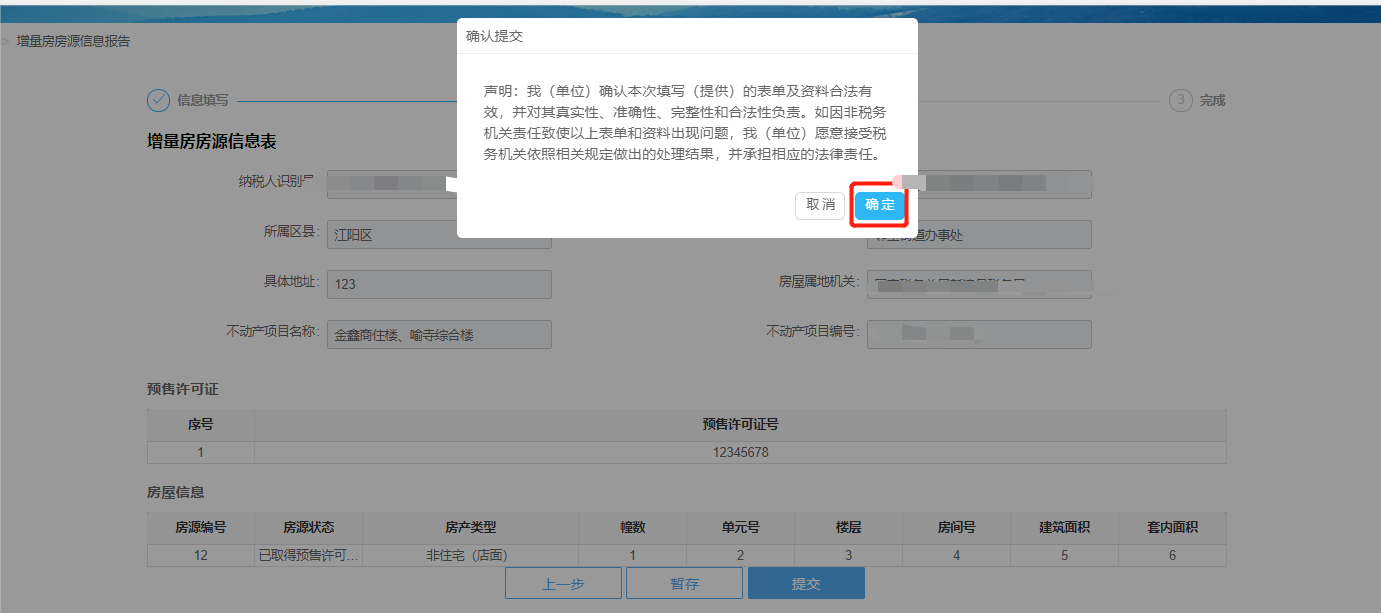 > 增量房房源信息报告
确认提交
声明：我（单位）确认本次填写（提供）的表单及资料合法有
效，并对其真实性、准确性、完整性和合法性负责。如因非税务
机关责任致使以上表单和资料出现问题，我（单位）愿意接受税
务机关依照相关规定做出的处理结果，并承担相应的法律责任。
取消 确定
信息填写 3 完成
增量房房源信息表
纳税人识别号
所属区县: 江阳区 街道办事处
具体地址: 123 房屋属地机关:
不动产项目名称: 金鑫商住楼、喻寺综合楼 不动产项目编号:
预售许可证
序号 预售许可证号
1 12345678
房屋信息
房源编号 房源状态 房产类型 幢数 单元号 楼层 房间号 建筑面积 套内面积
12 已取得预售许可... 非住宅（店面） 1 2 3 4 5 6
上一步 暂存 提交